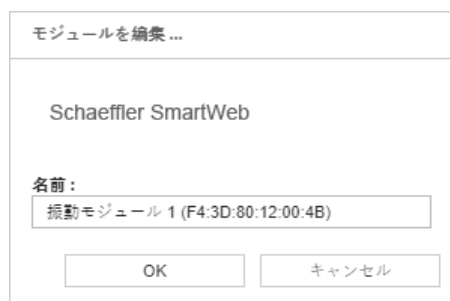 モジュールを編集 ...
Schaeffler SmartWeb
名前 :
振動モジュール 1 (F4:3D:80:12:00:4B)
OK
キャンセル